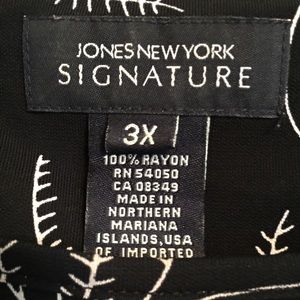 JONES NEW YORK
SIGNATURE
3X
100% RAYON
RN 54050
CA 08349
MADE IN
NORTHERN
MARIANA
ISLANDS, USA
OF IMPORTED